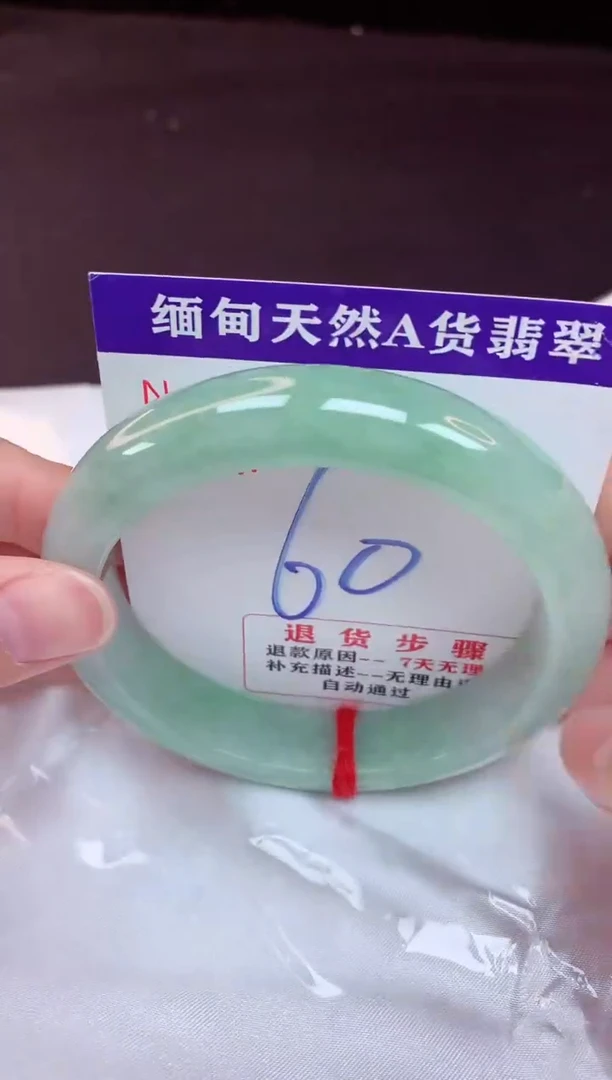 缅甸天然A货翡翠
N
60
退货步骤
退款原因-- 7天无理
补充描述--无理由
自动通过